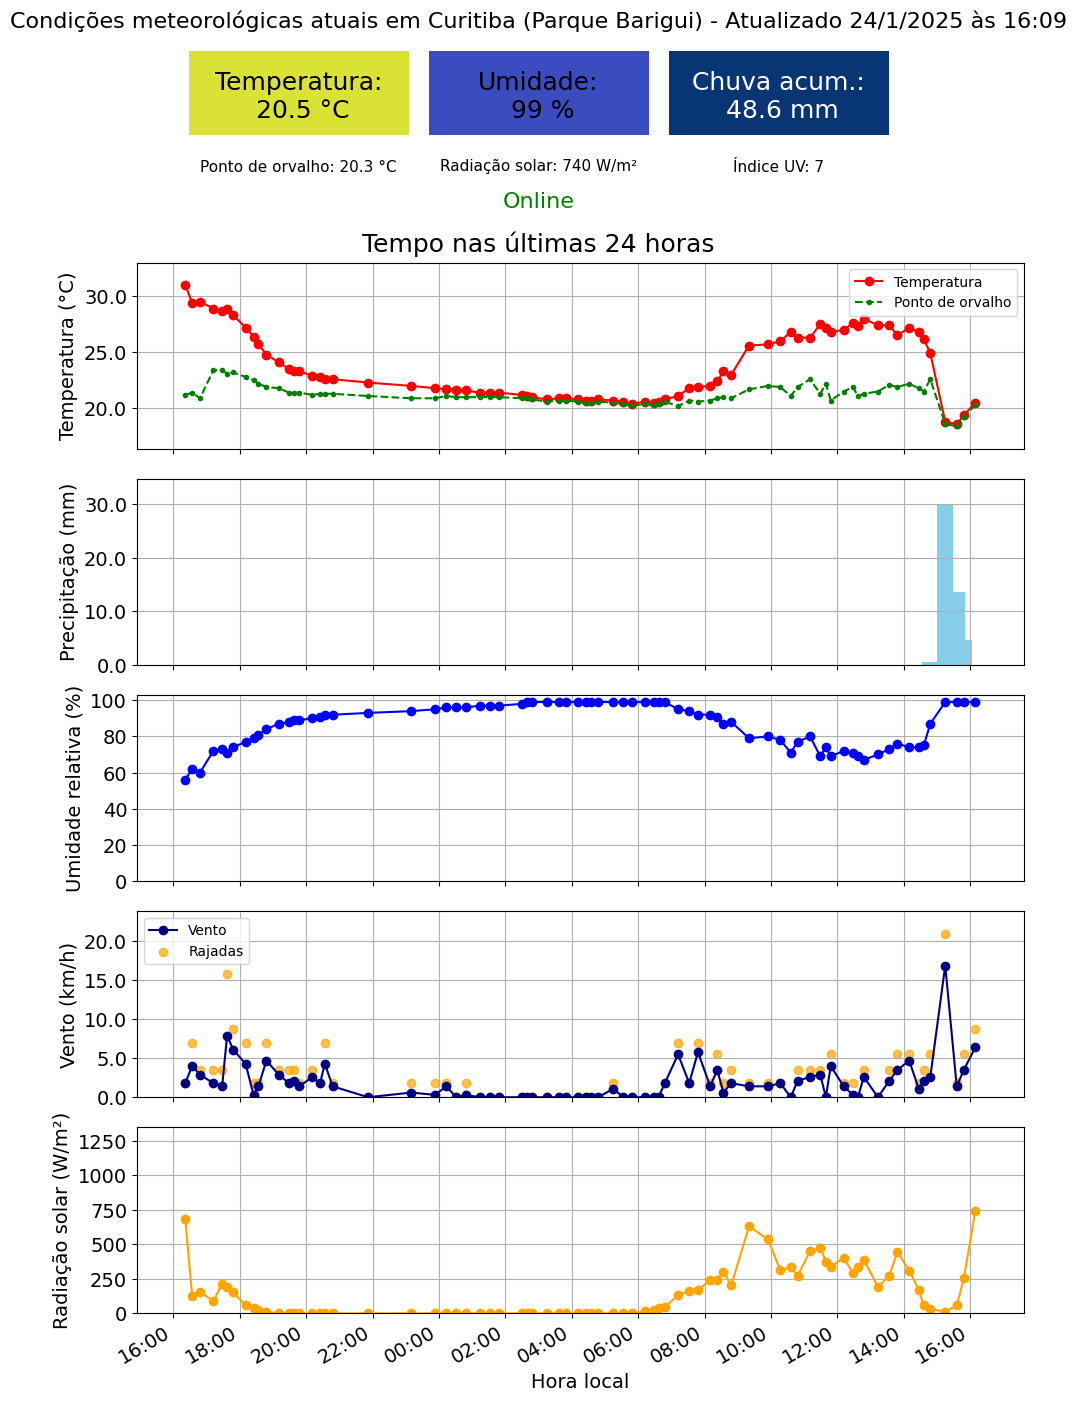 Condições meteorológicas atuais em Curitiba (Parque Barigui) - Atualizado 24/1/2025 às 16:09
Temperatura:
20.5 °C
Umidade:
99 %
Chuva acum.:
48.6 mm
Ponto de orvalho: 20.3 °C
Radiação solar: 740 W/m²
Índice UV: 7
Online
Tempo nas últimas 24 horas
Temperatura (°C)
30.0
25.0
20.0
Temperatura
Ponto de orvalho
Precipitação (mm)
30.0
20.0
10.0
0.0
Umidade relativa (%)
100
80
60
40
20
0
Vento (km/h)
20.0
15.0
10.0
5.0
0.0
Vento
Rajadas
Radiação solar (W/m²)
1250
1000
750
500
250
0
16:00
18:00
20:00
22:00
00:00
02:00
04:00
06:00
08:00
10:00
12:00
14:00
16:00
Hora local